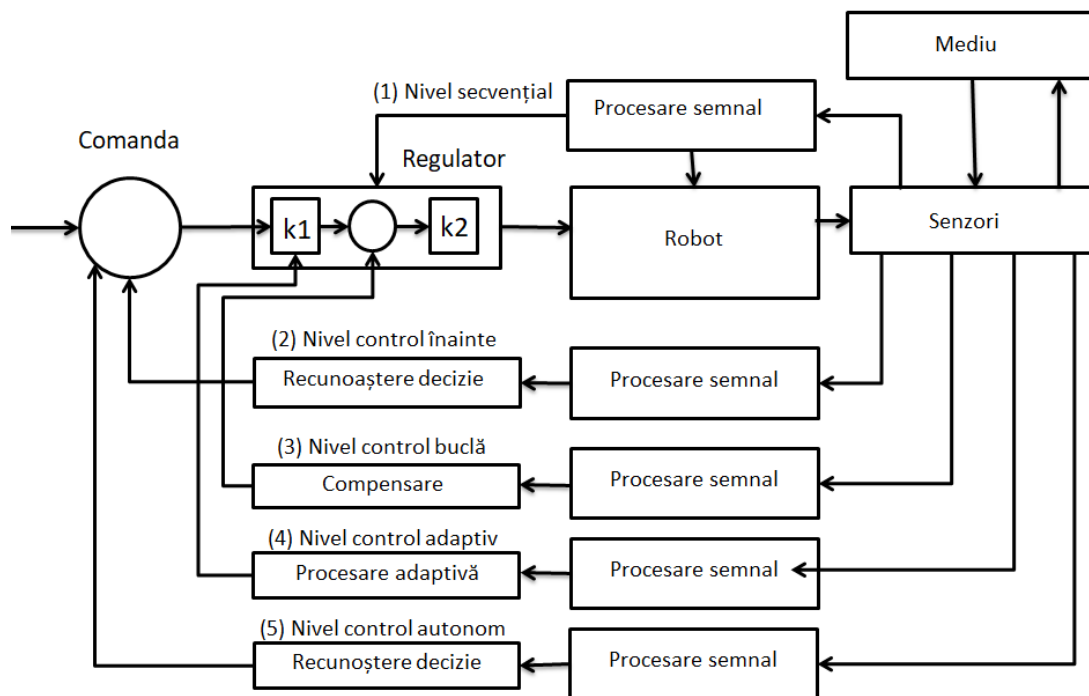 Mediu
(1) Nivel secvențial
Procesare semnal
Comanda
Regulator
k1
k2
Robot
Senzori
(2) Nivel control înainte
Recunoaștere decizie
Procesare semnal
(3) Nivel control buclă
Compensare
Procesare semnal
(4) Nivel control adaptiv
Procesare adaptivă
Procesare semnal
(5) Nivel control autonom
Recunoștere decizie
Procesare semnal